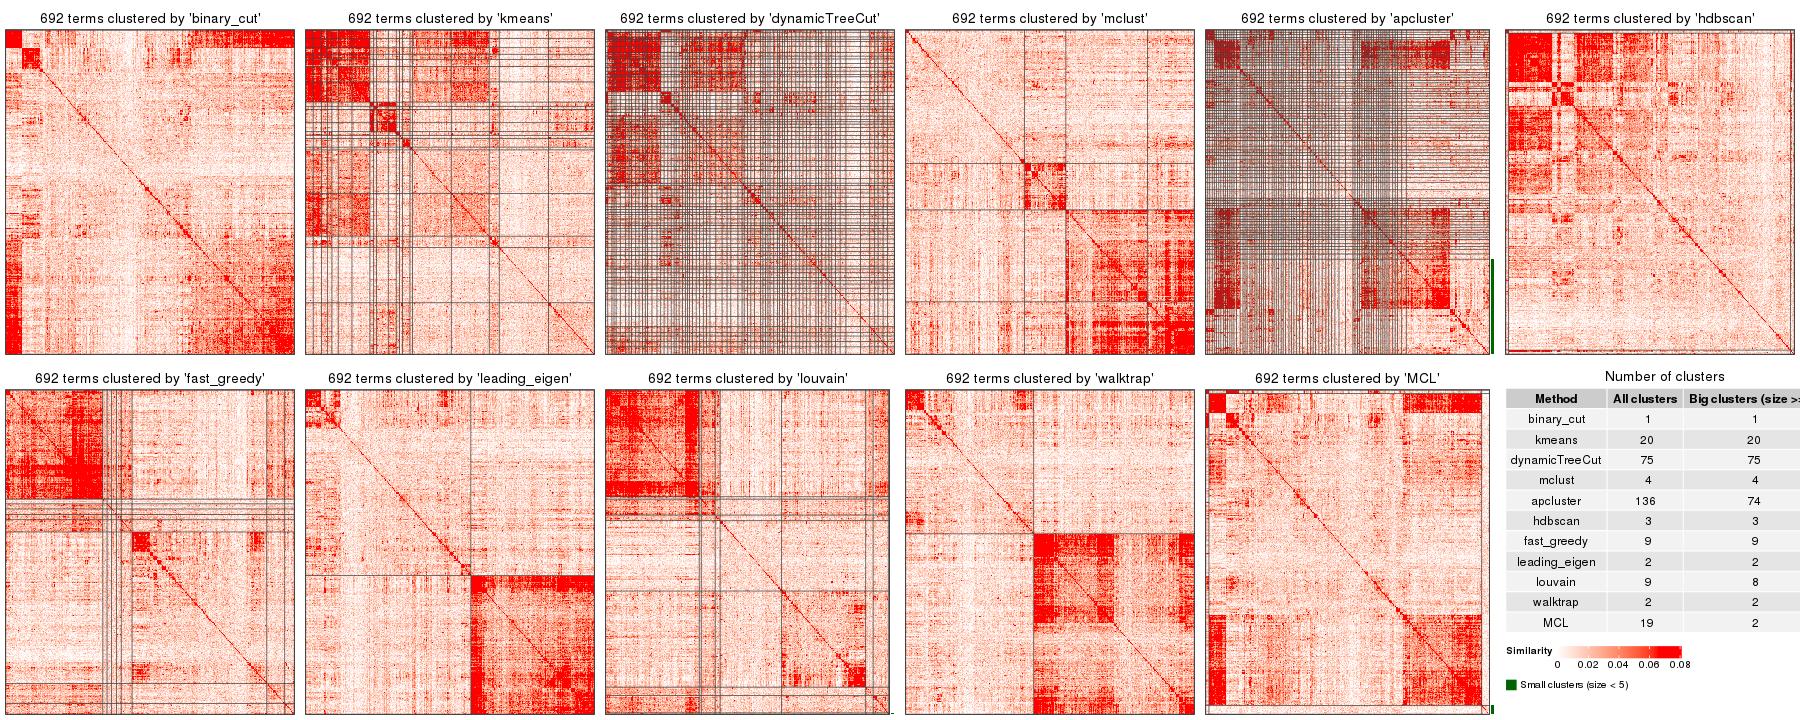 692 terms clustered by 'binary_cut'
692 terms clustered by 'kmeans'
692 terms clustered by 'dynamicTreeCut'
692 terms clustered by 'mclust'
692 terms clustered by 'apcluster'
692 terms clustered by 'hdbscan'
692 terms clustered by 'fast_greedy'
692 terms clustered by 'leading_eigen'
692 terms clustered by 'louvain'
692 terms clustered by 'walktrap'
692 terms clustered by 'MCL'
Number of clusters
Method All clusters Big clusters (size >
binary_cut 1 1
kmeans 20 20
dynamicTreeCut 75 75
mclust 4 4
apcluster 136 74
hdbscan 3 3
fast_greedy 9 9
leading_eigen 2 2
louvain 9 8
walktrap 2 2
MCL 19 2
Similarity
0 0.02 0.04 0.06 0.08
Small clusters (size < 5)